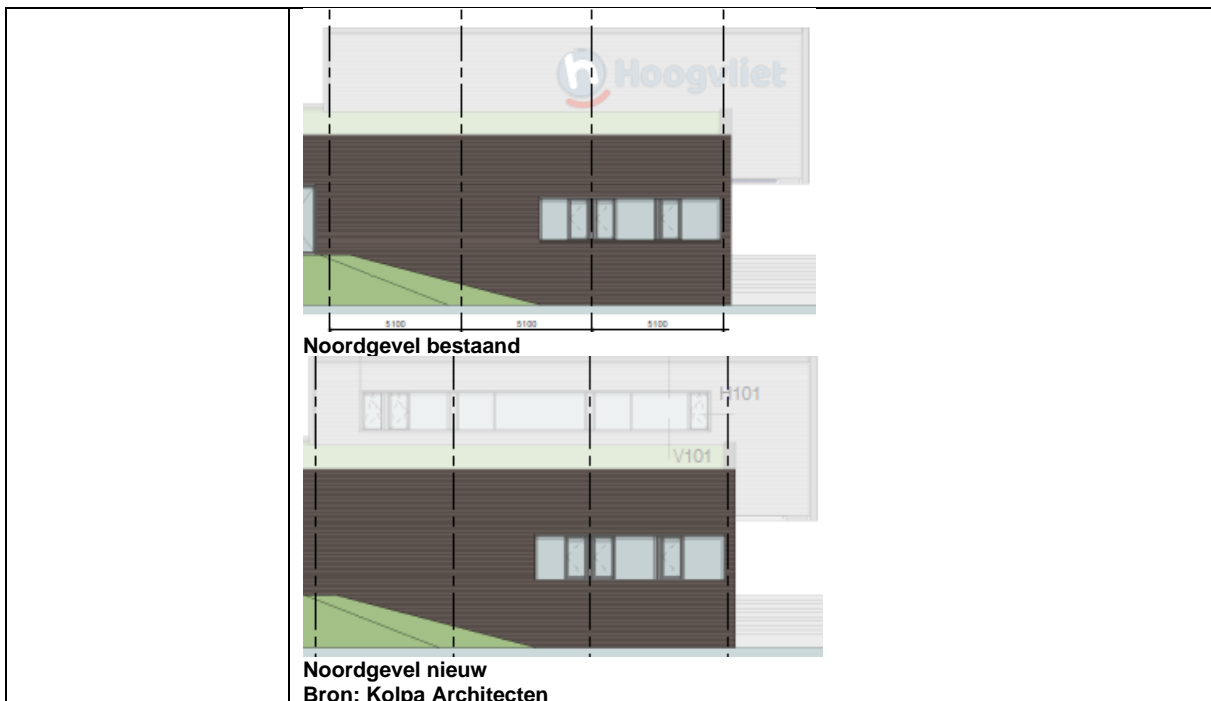 Hoogvliet
5100 5100 5100
Noordgevel bestaand
H101
V101
Noordgevel nieuw
Bron: Kolpa Architecten